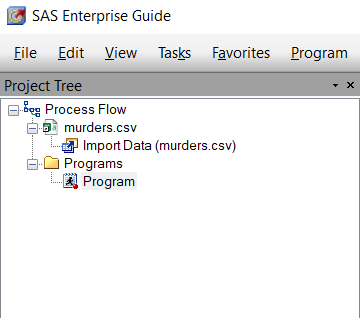 SAS Enterprise Guide
File Edit View Tasks Favorites Program
Project Tree
Process Flow
murders.csv
Import Data (murders.csv)
Programs
Program